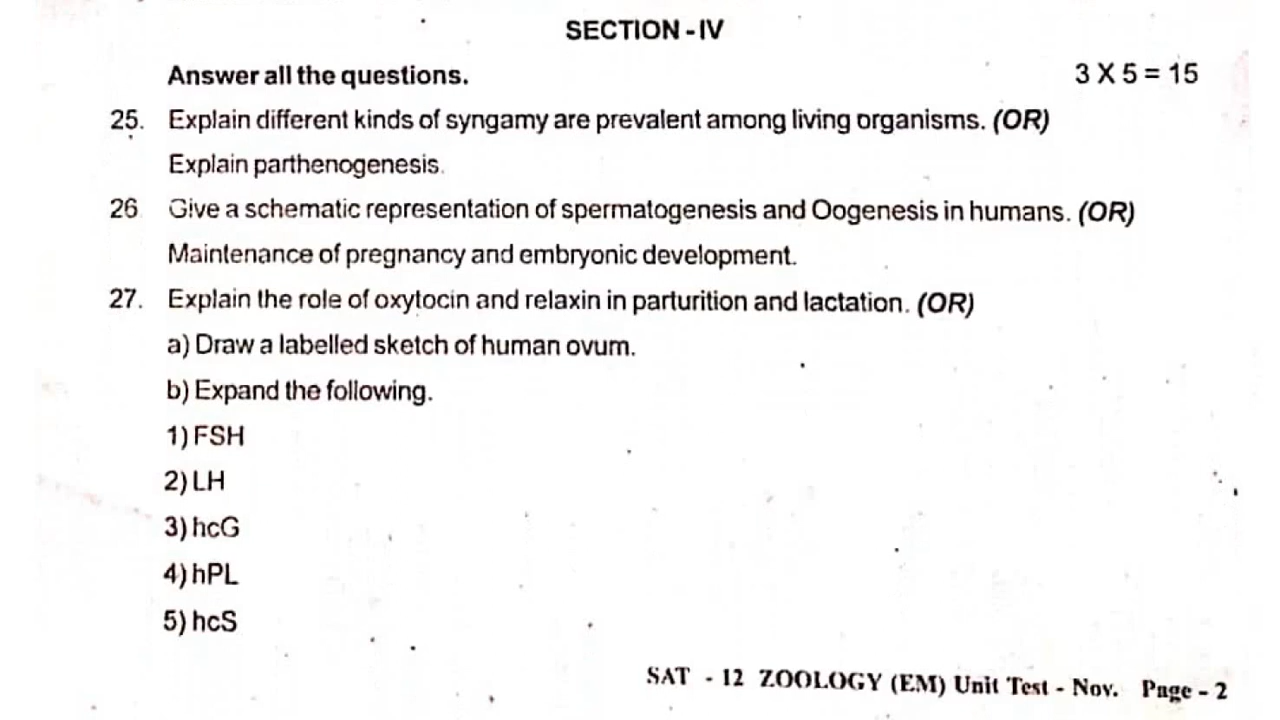 SECTION - IV
Answer all the questions. 3 X 5 = 15
25. Explain different kinds of syngamy are prevalent among living organisms. (OR)
Explain parthenogenesis.
26 Give a schematic representation of spermatogenesis and Oogenesis in humans. (OR)
Maintenance of pregnancy and embryonic development.
27. Explain the role of oxytocin and relaxin in parturition and lactation. (OR)
a) Draw a labelled sketch of human ovum.
b) Expand the following.
1) FSH
2) LH
3) hcG
4) hPL
5) hcS
SAT - 12 ZOOLOGY (EM) Unit Test - Nov. Page - 2